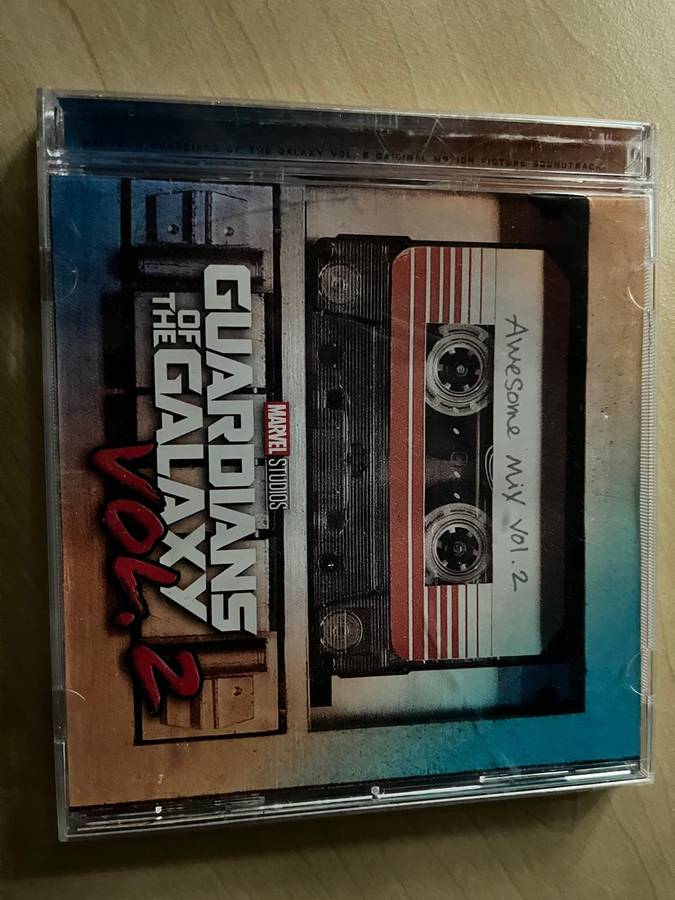 MARVEL'S GUARDIANS OF THE GALAXY VOL. 2 ORIGINAL MOTION PICTURE SOUNDTRACK
Awesome Mix Vol.2
MARVEL STUDIOS
GUARDIANS
OF
THE GALAXY
VOL. 2